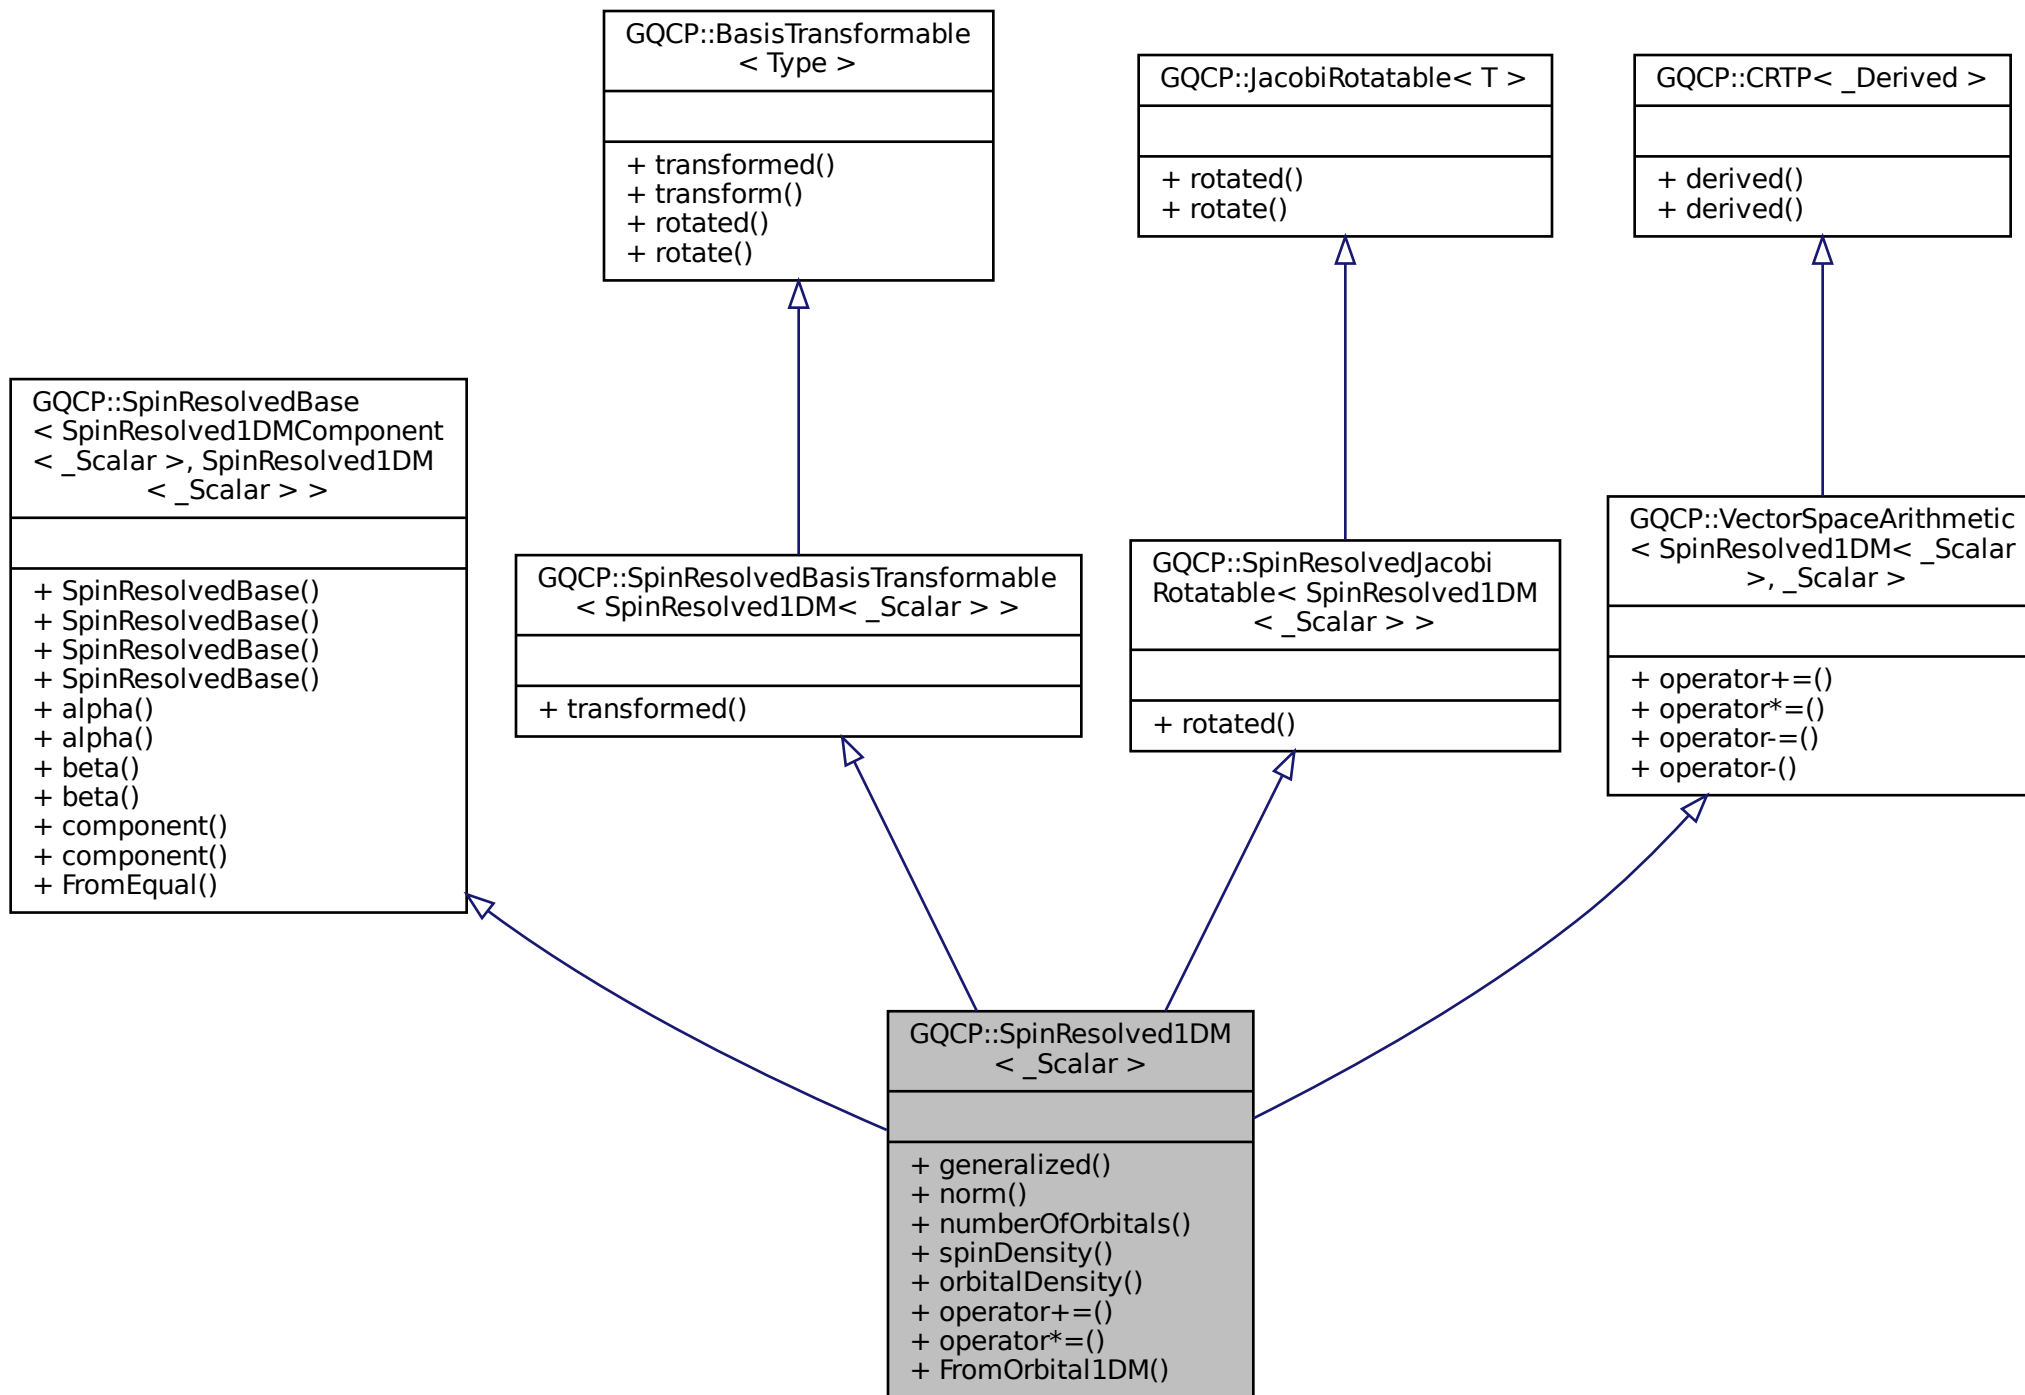 GQCP::BasisTransformable
< Type >
+ transformed()
+ transform()
+ rotated()
+ rotate()
GQCP::JacobiRotatable< T >
+ rotated()
+ rotate()
GQCP::CRTP< _Derived >
+ derived()
+ derived()
GQCP::SpinResolvedBase
< SpinResolved1DMComponent
< _Scalar >, SpinResolved1DM
< _Scalar > >
+ SpinResolvedBase()
+ SpinResolvedBase()
+ SpinResolvedBase()
+ SpinResolvedBase()
+ alpha()
+ alpha()
+ beta()
+ beta()
+ component()
+ component()
+ FromEqual()
GQCP::SpinResolvedBasisTransformable
< SpinResolved1DM< _Scalar > >
+ transformed()
GQCP::SpinResolvedJacobi
Rotatable< SpinResolved1DM
< _Scalar > >
+ rotated()
GQCP::VectorSpaceArithmetic
< SpinResolved1DM< _Scalar
>, _Scalar >
+ operator+=()
+ operator*=()
+ operator-=()
+ operator-()
GQCP::SpinResolved1DM
< _Scalar >
+ generalized()
+ norm()
+ numberOfOrbitals()
+ spinDensity()
+ orbitalDensity()
+ operator+=()
+ operator*=()
+ FromOrbital1DM()